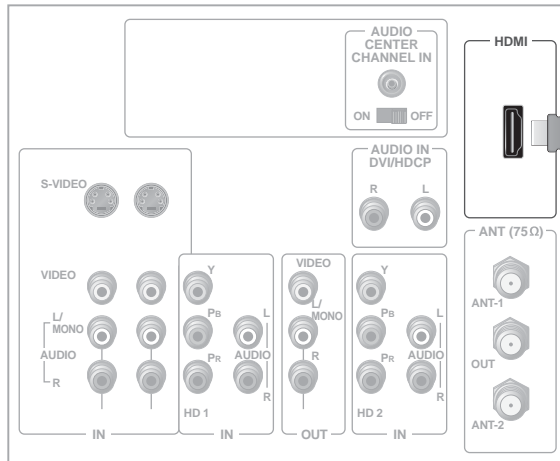 AUDIO
CENTER
CHANNEL IN
ON OFF
HDMI
AUDIO IN
DVI/HDCP
R L
S-VIDEO
VIDEO
L/
MONO
AUDIO
R
IN
Y
PB
PR
L
AUDIO
R
HD 1
IN
VIDEO
L/
MONO
R
OUT
Y
PB
PR
L
AUDIO
R
HD 2
IN
ANT (75Ω)
ANT-1
OUT
ANT-2